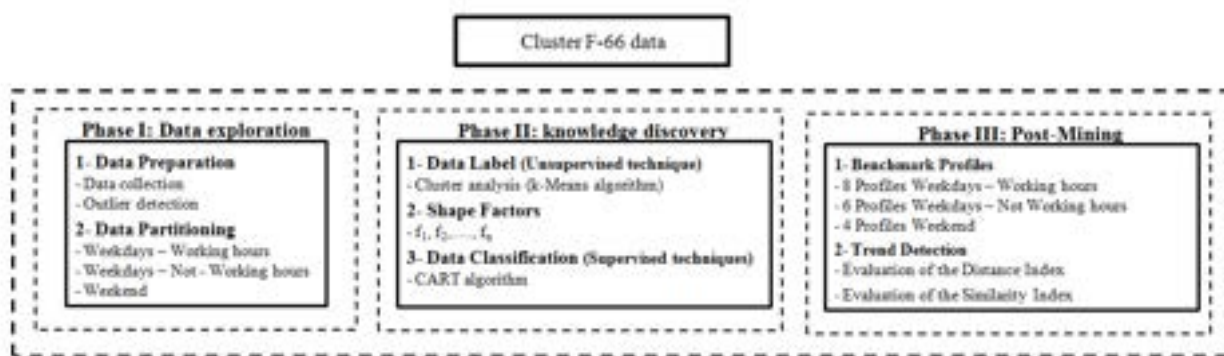 Cluster F-66 data
Phase I: Data exploration
1- Data Preparation
- Data collection
- Outlier detection
2- Data Partitioning
- Weekdays – Working hours
- Weekdays – Not - Working hours
- Weekend
Phase II: knowledge discovery
1- Data Label (Unsupervised technique)
- Cluster analysis (k-Means algorithm)
2- Shape Factors
- f1, f2,...., fn
3- Data Classification (Supervised techniques)
- CART algorithm
Phase III: Post-Mining
1- Benchmark Profiles
- 8 Profiles Weekdays – Working hours
- 6 Profiles Weekdays – Not Working hours
- 4 Profiles Weekend
2- Trend Detection
- Evaluation of the Distance Index
- Evaluation of the Similarity Index